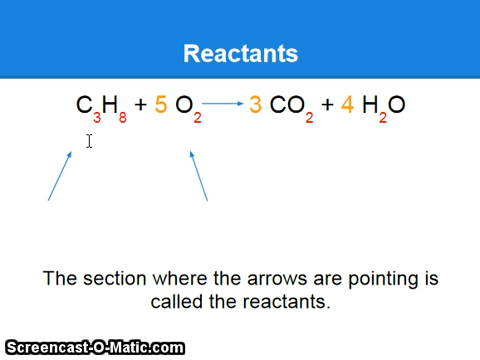 Reactants
C3H8 + 5 O2 → 3 CO2 + 4 H2O
The section where the arrows are pointing is
called the reactants.
Screencast-O-Matic.com